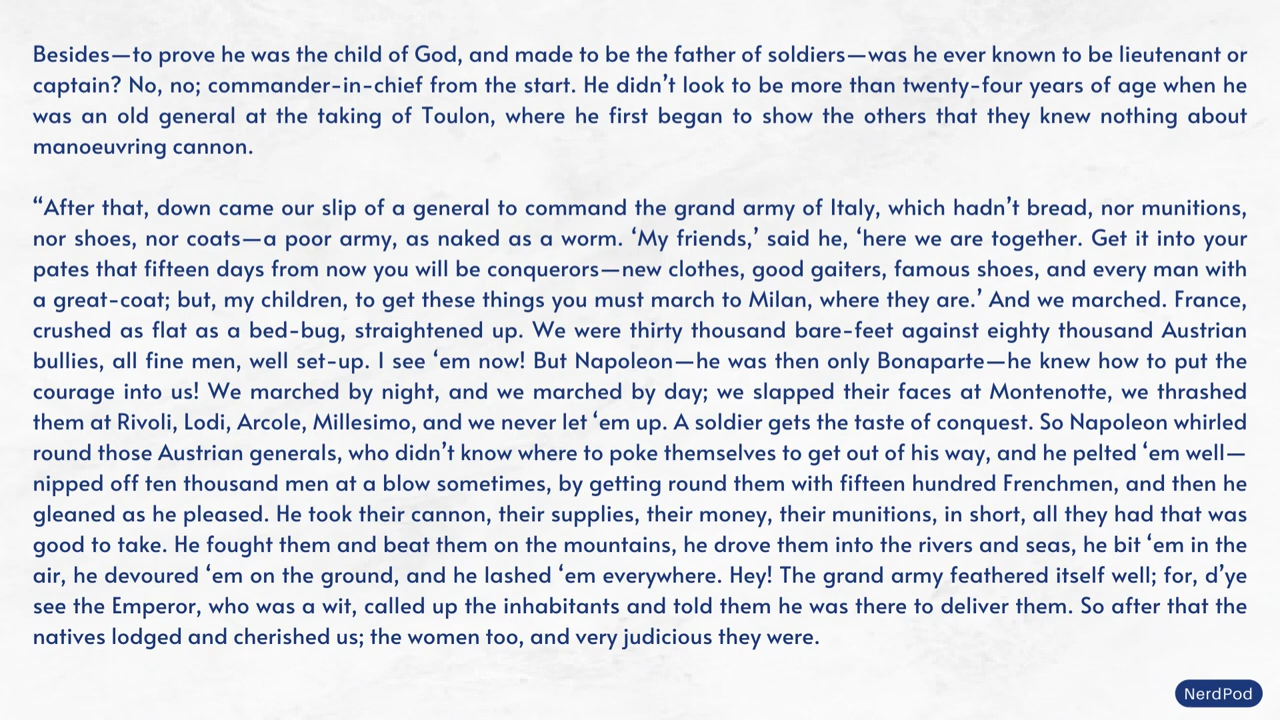 Besides—to prove he was the child of God, and made to be the father of soldiers—was he ever known to be lieutenant or
captain? No, no; commander-in-chief from the start. He didn’t look to be more than twenty-four years of age when he
was an old general at the taking of Toulon, where he first began to show the others that they knew nothing about
manoeuvring cannon.
“After that, down came our slip of a general to command the grand army of Italy, which hadn’t bread, nor munitions,
nor shoes, nor coats—a poor army, as naked as a worm. ‘My friends,’ said he, ‘here we are together. Get it into your
pates that fifteen days from now you will be conquerors—new clothes, good gaiters, famous shoes, and every man with
a great-coat; but, my children, to get these things you must march to Milan, where they are.’ And we marched. France,
crushed as flat as a bed-bug, straightened up. We were thirty thousand bare-feet against eighty thousand Austrian
bullies, all fine men, well set-up. I see ‘em now! But Napoleon—he was then only Bonaparte—he knew how to put the
courage into us! We marched by night, and we marched by day; we slapped their faces at Montenotte, we thrashed
them at Rivoli, Lodi, Arcole, Millesimo, and we never let ‘em up. A soldier gets the taste of conquest. So Napoleon whirled
round those Austrian generals, who didn’t know where to poke themselves to get out of his way, and he pelted ‘em well—
nipped off ten thousand men at a blow sometimes, by getting round them with fifteen hundred Frenchmen, and then he
gleaned as he pleased. He took their cannon, their supplies, their money, their munitions, in short, all they had that was
good to take. He fought them and beat them on the mountains, he drove them into the rivers and seas, he bit ‘em in the
air, he devoured ‘em on the ground, and he lashed ‘em everywhere. Hey! The grand army feathered itself well; for, d’ye
see the Emperor, who was a wit, called up the inhabitants and told them he was there to deliver them. So after that the
natives lodged and cherished us; the women too, and very judicious they were.
NerdPod